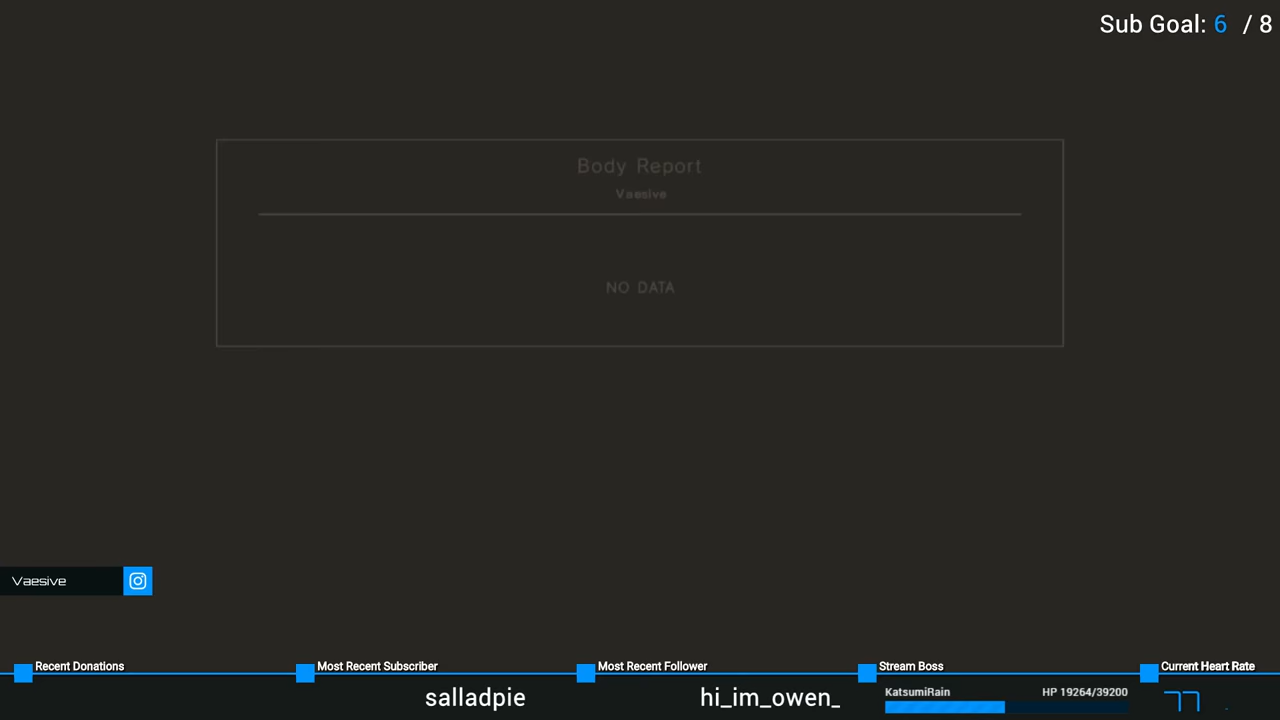 Sub Goal: 6 / 8
Body Report
Vaesive
NO DATA
Vaesive
Recent Donations
Most Recent Subscriber
salladpie
Most Recent Follower
hi_im_owen_
Stream Boss
KatsumiRain HP 19264/39200
Current Heart Rate